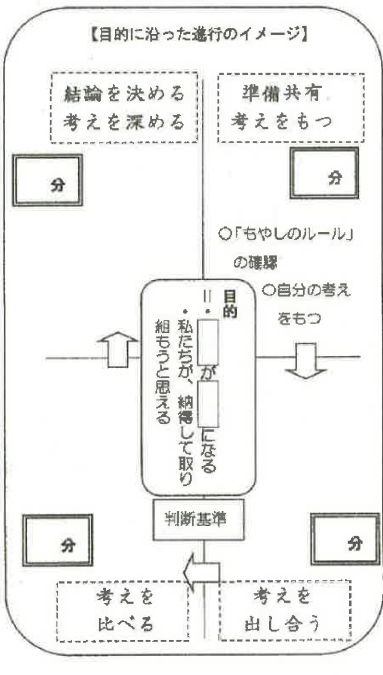 【目的に沿った進行のイメージ】
準備共有
考えをもつ
分
○「もやしのルール」
の確認
○自分の考え
をもつ
結論を決める
考えを深める
分
目的
=
・ が になる
・私たちが、納得して取り
組もうと思える
判断基準
分
考えを
出し合う
分
考えを
比べる